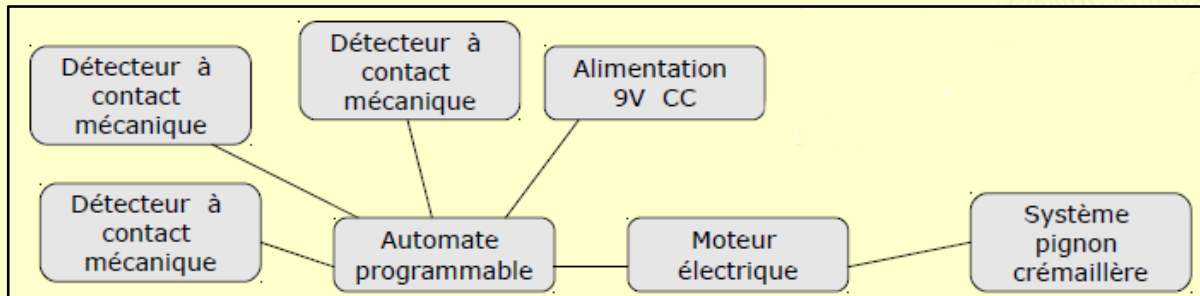 Détecteur à
contact
mécanique
Détecteur à
contact
mécanique
Alimentation
9V CC
Détecteur à
contact
mécanique
Automate
programmable
Moteur
électrique
Système
pignon
crémaillère